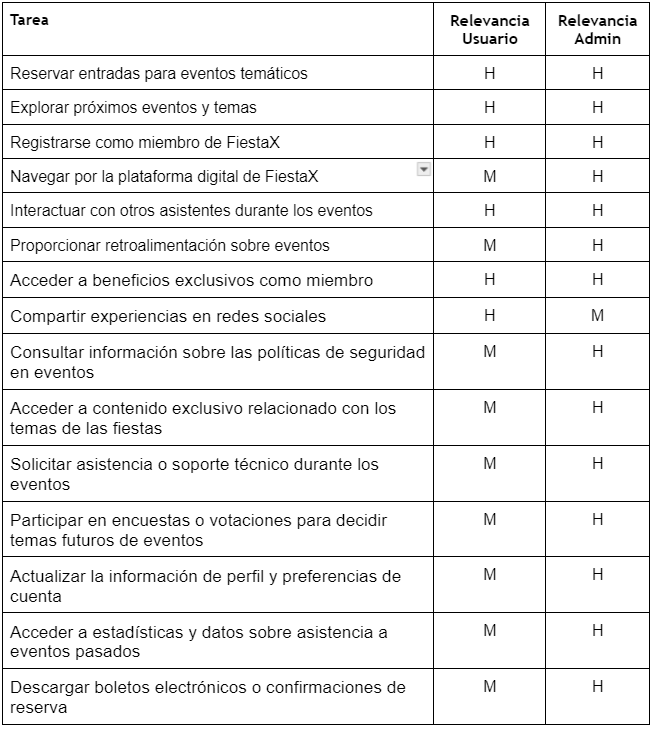 Tarea Relevancia Usuario Relevancia Admin
Reservar entradas para eventos temáticos H H
Explorar próximos eventos y temas H H
Registrarse como miembro de FiestaX H H
Navegar por la plataforma digital de FiestaX M H
Interactuar con otros asistentes durante los eventos H H
Proporcionar retroalimentación sobre eventos M H
Acceder a beneficios exclusivos como miembro H H
Compartir experiencias en redes sociales H M
Consultar información sobre las políticas de seguridad
en eventos M H
Acceder a contenido exclusivo relacionado con los
temas de las fiestas M H
Solicitar asistencia o soporte técnico durante los
eventos M H
Participar en encuestas o votaciones para decidir
temas futuros de eventos M H
Actualizar la información de perfil y preferencias de
cuenta M H
Acceder a estadísticas y datos sobre asistencia a
eventos pasados M H
Descargar boletos electrónicos o confirmaciones de
reserva M H